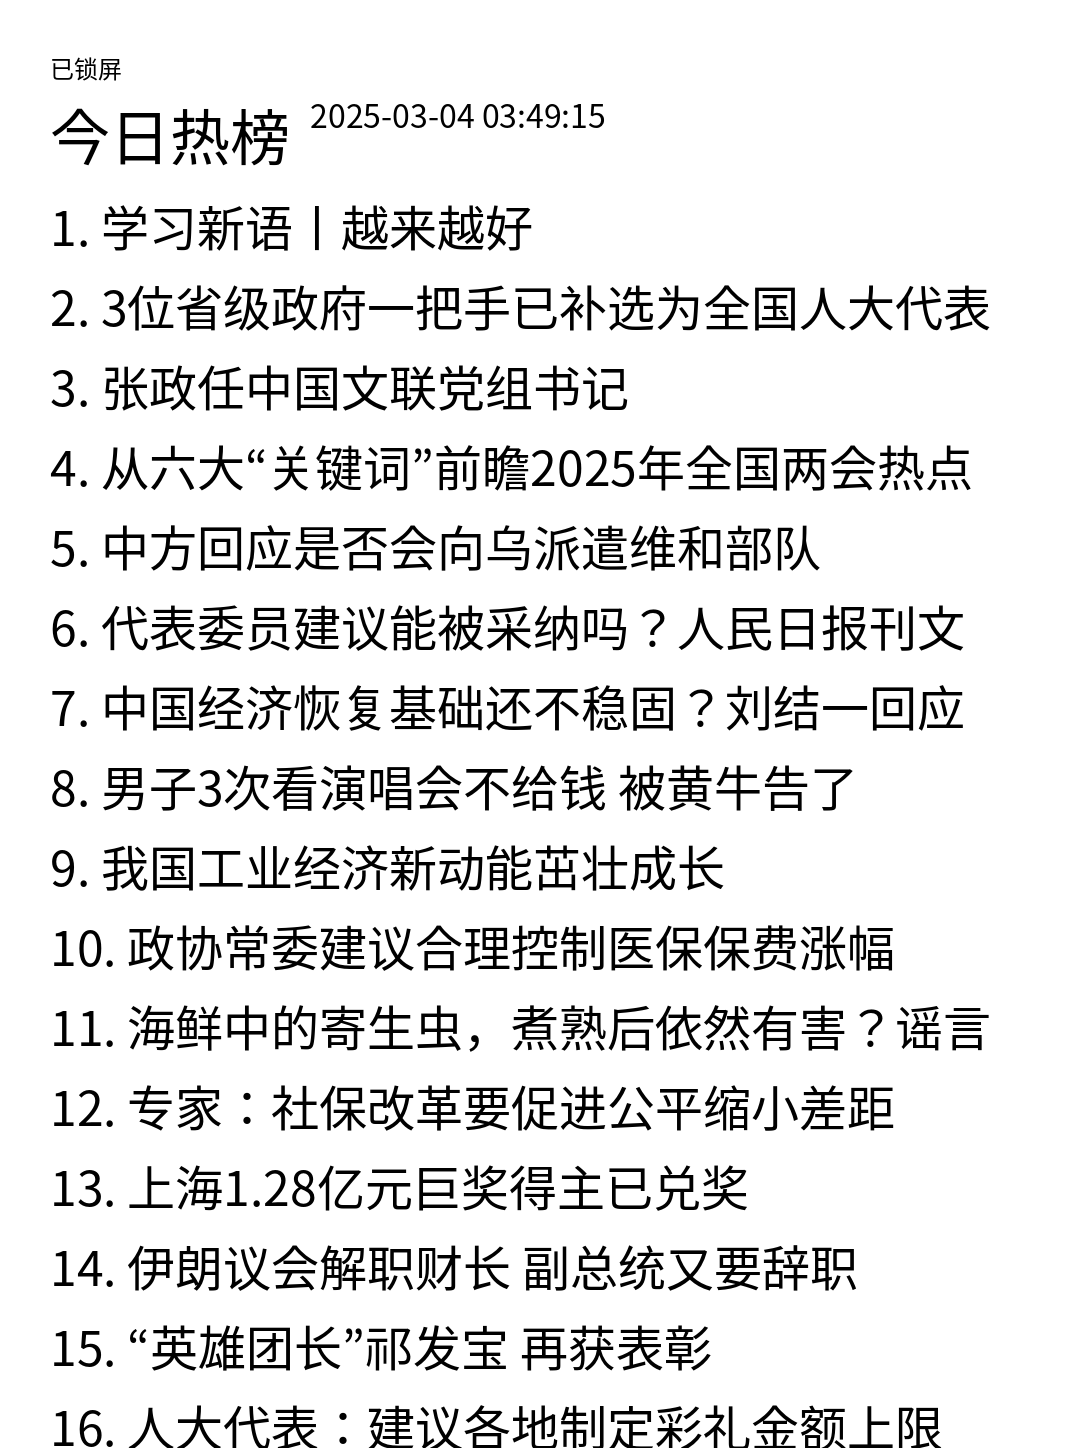 已锁屏
今日热榜 2025-03-04 03:49:15
1. 学习新语丨越来越好
2. 3位省级政府一把手已补选为全国人大代表
3. 张政任中国文联党组书记
4. 从六大“关键词”前瞻2025年全国两会热点
5. 中方回应是否会向乌派遣维和部队
6. 代表委员建议能被采纳吗？人民日报刊文
7. 中国经济恢复基础还不稳固？刘结一回应
8. 男子3次看演唱会不给钱 被黄牛告了
9. 我国工业经济新动能茁壮成长
10. 政协常委建议合理控制医保保费涨幅
11. 海鲜中的寄生虫，煮熟后依然有害？谣言
12. 专家：社保改革要促进公平缩小差距
13. 上海1.28亿元巨奖得主已兑奖
14. 伊朗议会解职财长 副总统又要辞职
15. “英雄团长”祁发宝 再获表彰
16. 人大代表：建议各地制定彩礼金额上限